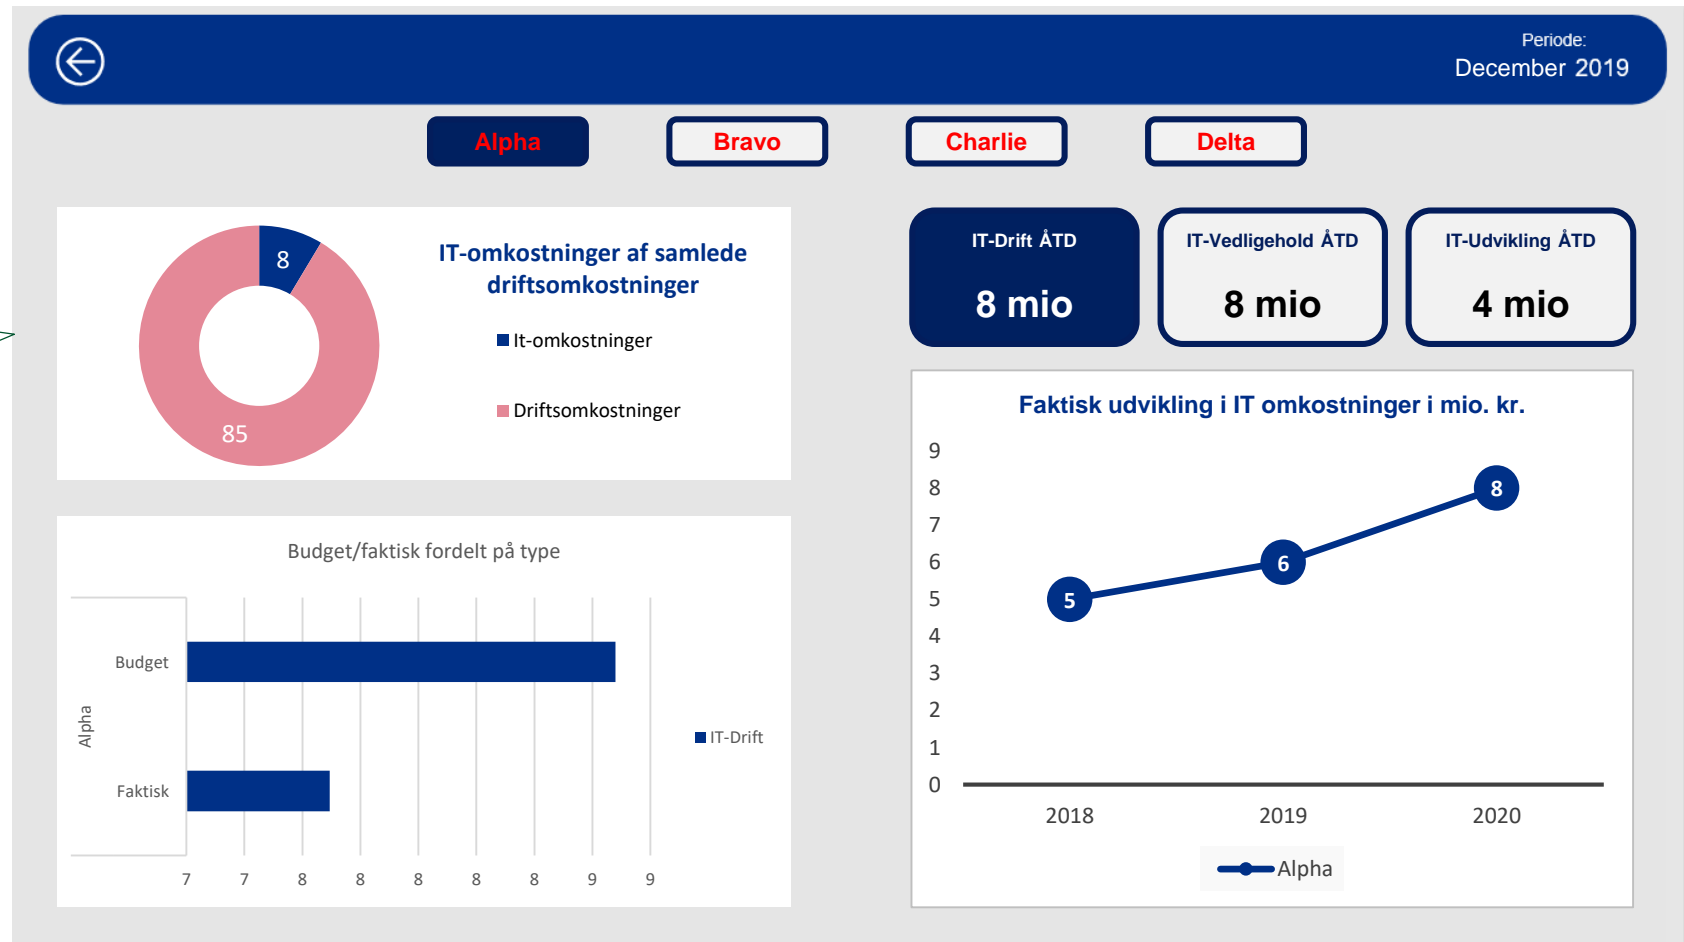 Periode:
December 2019
Alpha
Bravo
Charlie
Delta
IT-omkostninger af samlede
driftsomkostninger
8
85
It-omkostninger
Driftsomkostninger
IT-Drift ÅTD
8 mio
IT-Vedligehold ÅTD
8 mio
IT-Udvikling ÅTD
4 mio
Budget/faktisk fordelt på type
Alpha
Budget
Faktisk
7 7 8 8 8 8 8 9 9
IT-Drift
Faktisk udvikling i IT omkostninger i mio. kr.
9
8
7
6
5
4
3
2
1
0
5
6
8
2018 2019 2020
Alpha